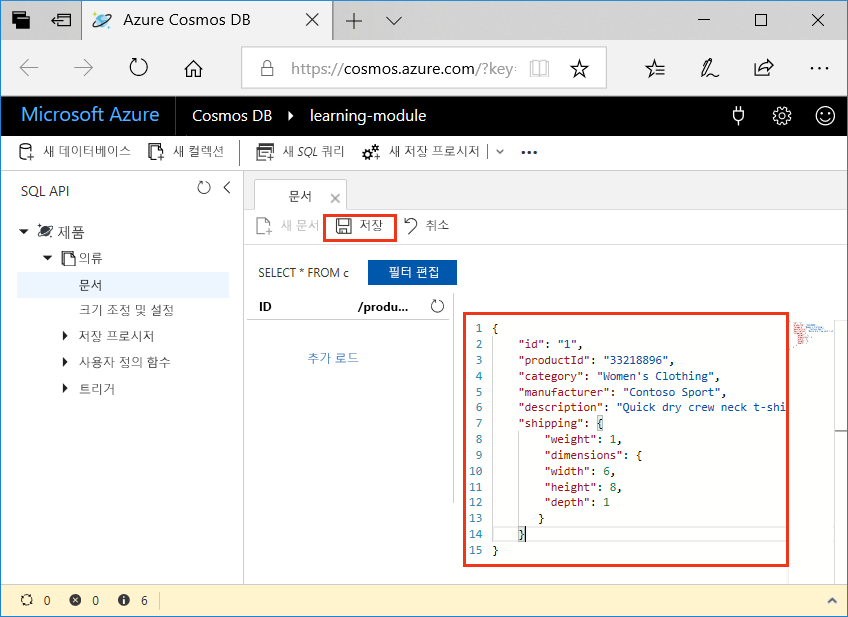 Azure Cosmos DB
https://cosmos.azure.com/?key=
Microsoft Azure Cosmos DB learning-module
새 데이터베이스 새 컬렉션 새 SQL 쿼리 새 저장 프로시저
SQL API
문서
새 문서 저장 취소
제품
의류
문서
크기 조정 및 설정
저장 프로시저
사용자 정의 함수
트리거
SELECT * FROM c 필터 편집
ID /produ...
추가 로드
1 {
2 "id": "1",
3 "productId": "33218896",
4 "category": "Women's Clothing",
5 "manufacturer": "Contoso Sport",
6 "description": "Quick dry crew neck t-shi
7 "shipping": {
8 "weight": 1,
9 "dimensions": {
10 "width": 6,
11 "height": 8,
12 "depth": 1
13 }
14 }
15 }
0 0 6